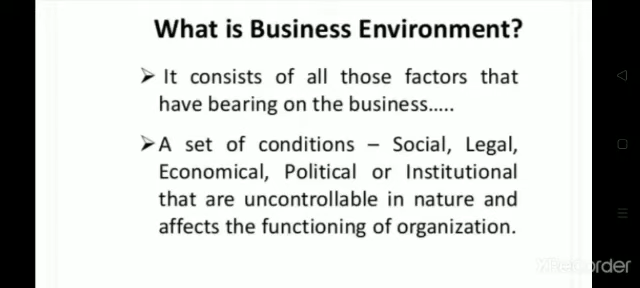 What is Business Environment?
➤ It consists of all those factors that
have bearing on the business.....
➤ A set of conditions – Social, Legal,
Economical, Political or Institutional
that are uncontrollable in nature and
affects the functioning of organization.